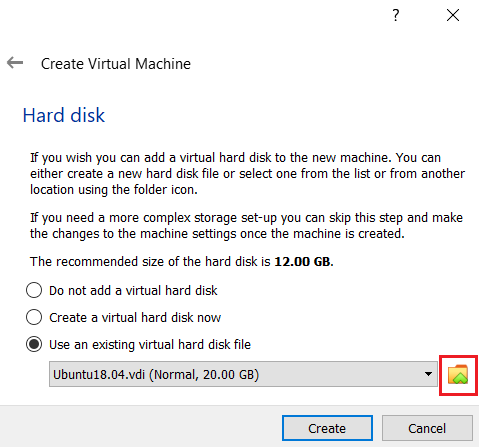 ?
Create Virtual Machine
Hard disk
If you wish you can add a virtual hard disk to the new machine. You can
either create a new hard disk file or select one from the list or from another
location using the folder icon.
If you need a more complex storage set-up you can skip this step and make
the changes to the machine settings once the machine is created.
The recommended size of the hard disk is 12.00 GB.
Do not add a virtual hard disk
Create a virtual hard disk now
Use an existing virtual hard disk file
Ubuntu18.04.vdi (Normal, 20.00 GB)
Create Cancel